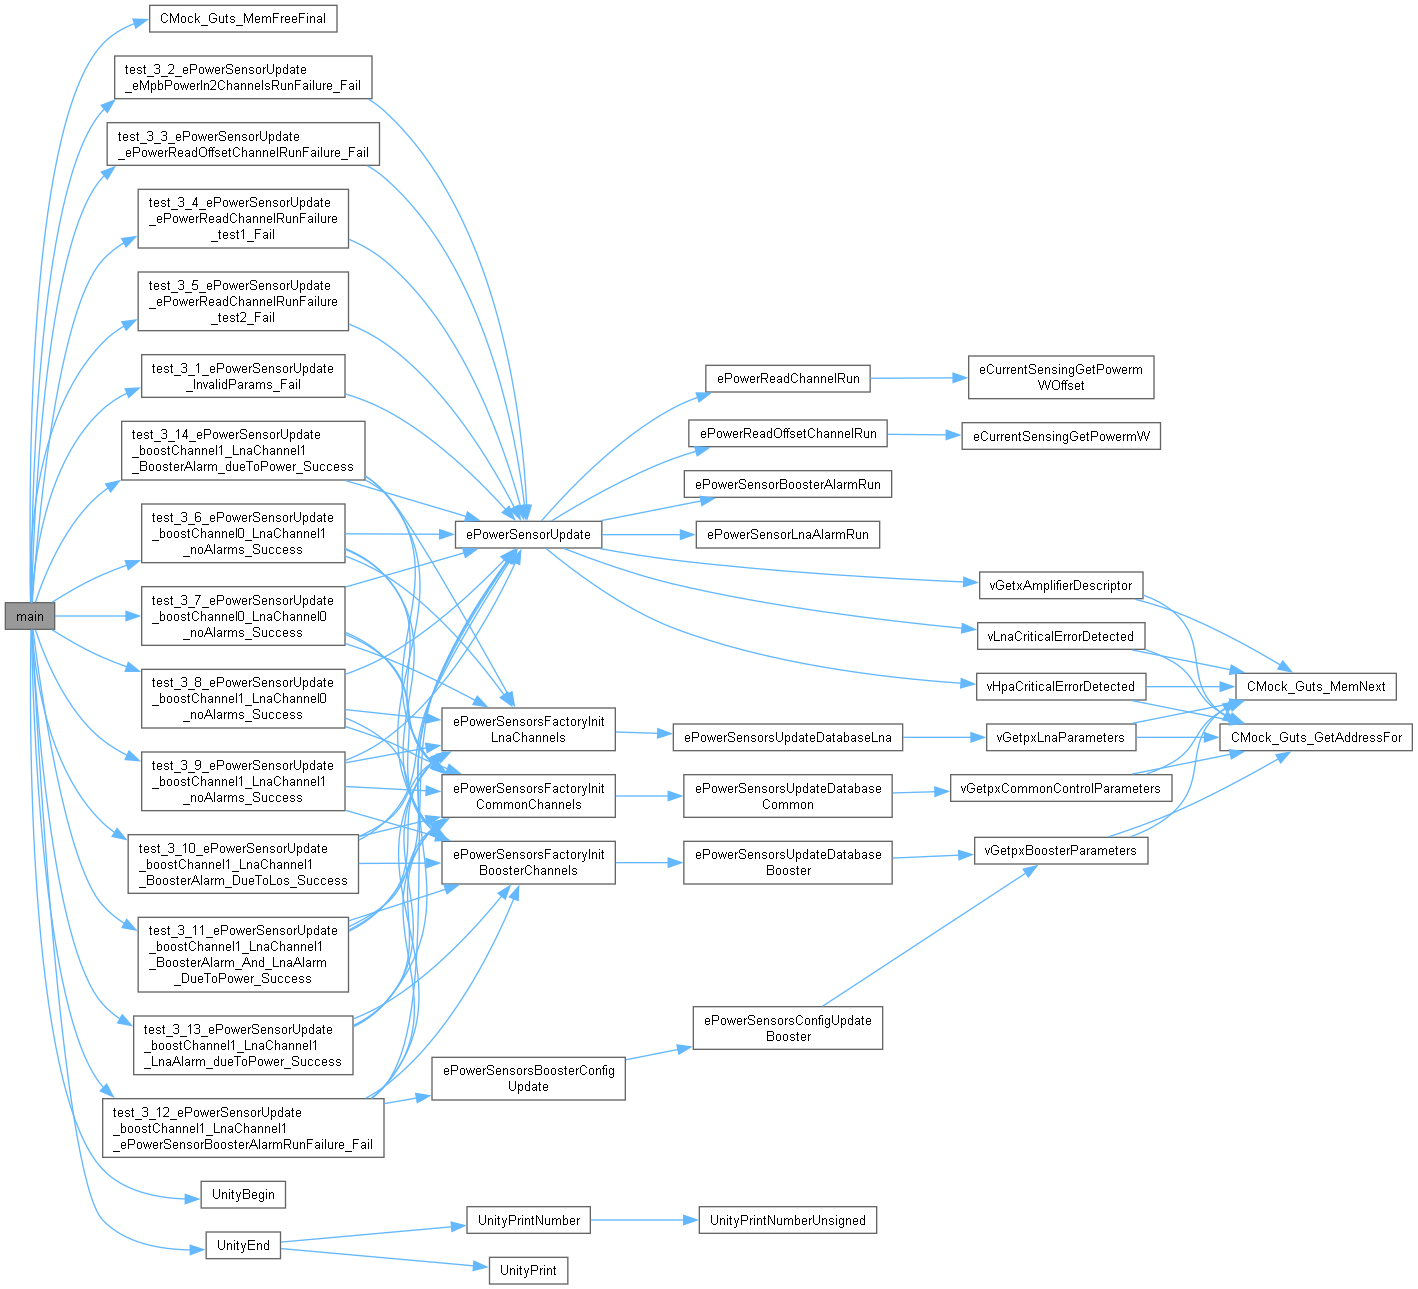 CMock_Guts_MemFreeFinal
test_3_2_ePowerSensorUpdate
_eMpbPowerIn2ChannelsRunFailure_Fail
test_3_3_ePowerSensorUpdate
_ePowerReadOffsetChannelRunFailure_Fail
test_3_4_ePowerSensorUpdate
_ePowerReadChannelRunFailure
_test1_Fail
test_3_5_ePowerSensorUpdate
_ePowerReadChannelRunFailure
_test2_Fail
test_3_1_ePowerSensorUpdate
_InvalidParams_Fail
test_3_14_ePowerSensorUpdate
_boostChannel1_LnaChannel1
_BoosterAlarm_dueToPower_Success
test_3_6_ePowerSensorUpdate
_boostChannel0_LnaChannel1
_noAlarms_Success
main
test_3_7_ePowerSensorUpdate
_boostChannel0_LnaChannel0
_noAlarms_Success
test_3_8_ePowerSensorUpdate
_boostChannel1_LnaChannel0
_noAlarms_Success
test_3_9_ePowerSensorUpdate
_boostChannel1_LnaChannel1
_noAlarms_Success
test_3_10_ePowerSensorUpdate
_boostChannel1_LnaChannel1
_BoosterAlarm_DueToLos_Success
test_3_11_ePowerSensorUpdate
_boostChannel1_LnaChannel1
_BoosterAlarm_And_LnaAlarm
_DueToPower_Success
test_3_13_ePowerSensorUpdate
_boostChannel1_LnaChannel1
_LnaAlarm_dueToPower_Success
test_3_12_ePowerSensorUpdate
_boostChannel1_LnaChannel1
_ePowerSensorBoosterAlarmRunFailure_Fail
UnityBegin
UnityEnd
ePowerSensorUpdate
ePowerSensorsFactoryInit
LnaChannels
ePowerSensorsFactoryInit
CommonChannels
ePowerSensorsFactoryInit
BoosterChannels
ePowerSensorsBoosterConfig
Update
UnityPrintNumber
UnityPrint
ePowerReadChannelRun
ePowerReadOffsetChannelRun
ePowerSensorBoosterAlarmRun
ePowerSensorLnaAlarmRun
ePowerSensorsUpdateDatabaseLna
ePowerSensorsUpdateDatabase
Common
ePowerSensorsUpdateDatabase
Booster
ePowerSensorsConfigUpdate
Booster
UnityPrintNumberUnsigned
eCurrentSensingGetPowerm
WOffset
eCurrentSensingGetPowermW
vGetxAmplifierDescriptor
vLnaCriticalErrorDetected
vHpaCriticalErrorDetected
vGetpxLnaParameters
vGetpxCommonControlParameters
vGetpxBoosterParameters
CMock_Guts_MemNext
CMock_Guts_GetAddressFor